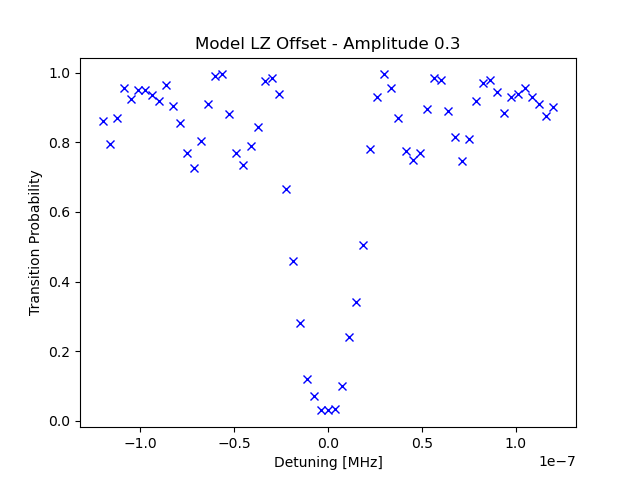 Model LZ Offset - Amplitude 0.3
Transition Probability
1.0
0.8
0.6
0.4
0.2
0.0
−1.0 −0.5 0.0 0.5 1.0
1e−7
Detuning [MHz]